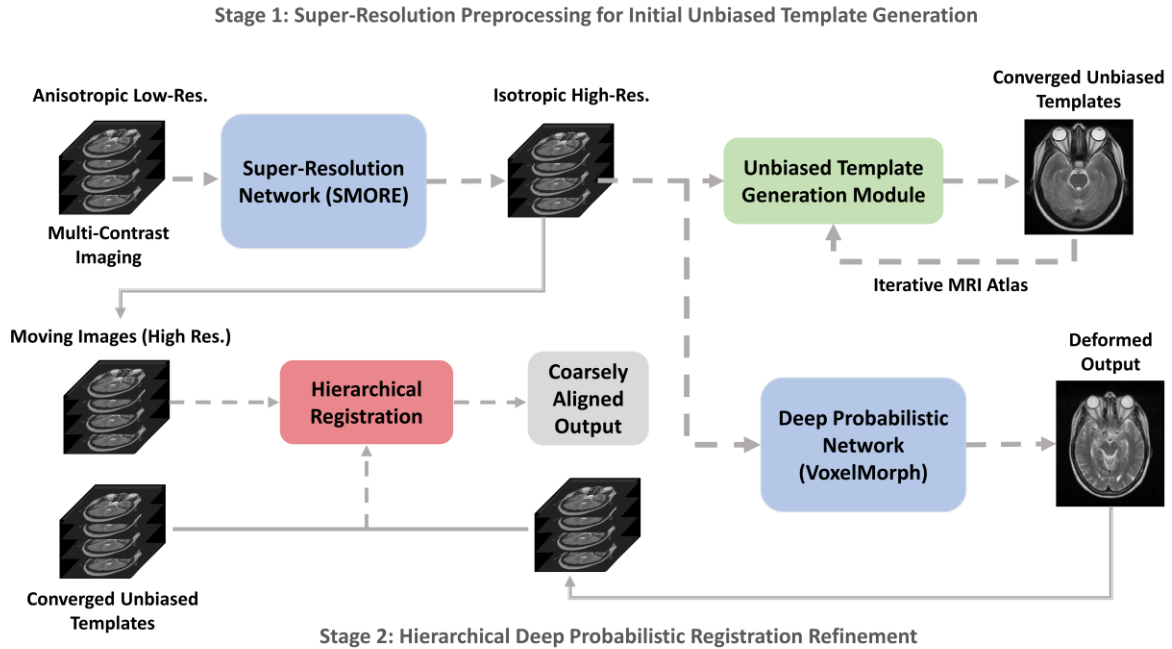 Stage 1: Super-Resolution Preprocessing for Initial Unbiased Template Generation
Anisotropic Low-Res.
Multi-Contrast
Imaging
Super-Resolution
Network (SMORE)
Isotropic High-Res.
Unbiased Template
Generation Module
Converged Unbiased
Templates
Iterative MRI Atlas
Moving Images (High Res.)
Hierarchical
Registration
Coarsely
Aligned
Output
Deep Probabilistic
Network
(VoxelMorph)
Deformed
Output
Converged Unbiased
Templates
Stage 2: Hierarchical Deep Probabilistic Registration Refinement